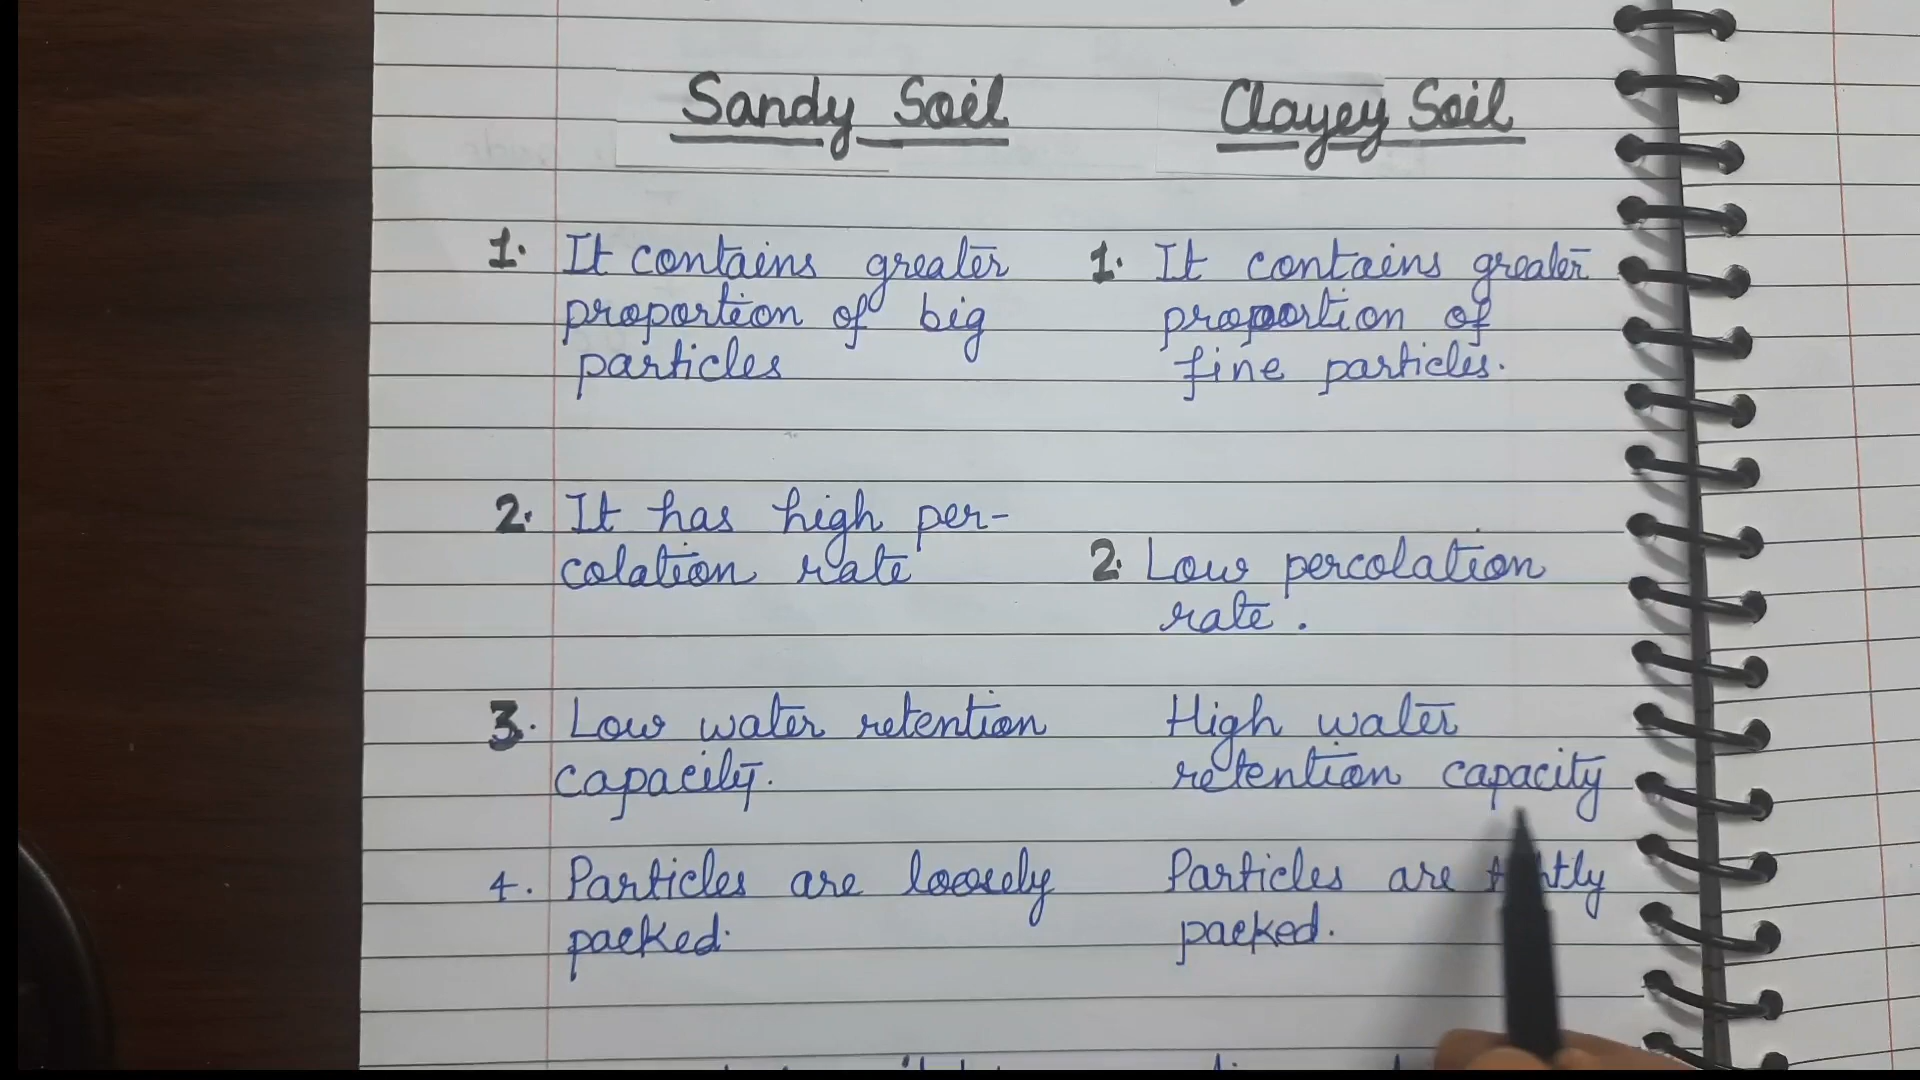 Sandy Soil
Clayey Soil
1. It contains greater
proportion of big
particles
1. It contains greater
proportion of
fine particles.
2. It has high per-
colation rate
2. Low percolation
rate.
3. Low water retention
capacity.
High water
retention capacity
4. Particles are loosely
packed.
Particles are
packed.